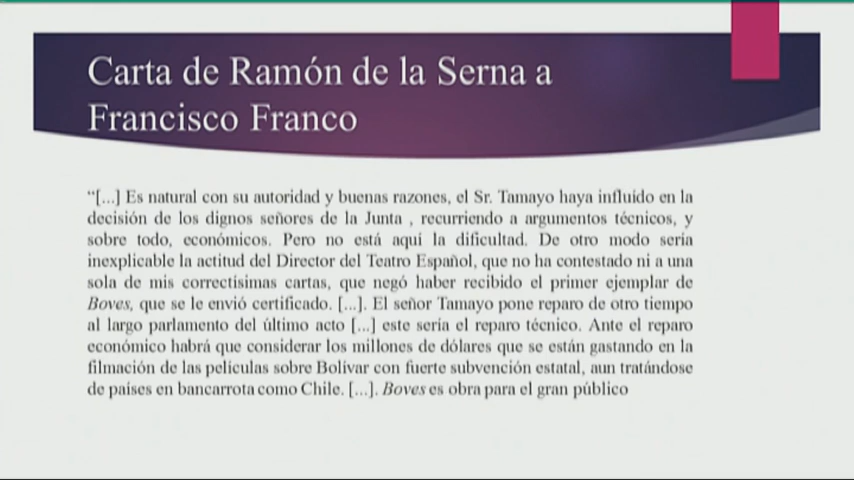 Carta de Ramón de la Serna a
Francisco Franco
“[...] Es natural con su autoridad y buenas razones, el Sr. Tamayo haya influído en la
decisión de los dignos señores de la Junta , recurriendo a argumentos técnicos, y
sobre todo, económicos. Pero no está aquí la dificultad. De otro modo sería
inexplicable la actitud del Director del Teatro Español, que no ha contestado ni a una
sola de mis correctísimas cartas, que negó haber recibido el primer ejemplar de
Boves, que se le envió certificado. [...]. El señor Tamayo pone reparo de otro tiempo
al largo parlamento del último acto [...] este sería el reparo técnico. Ante el reparo
económico habrá que considerar los millones de dólares que se están gastando en la
filmación de las películas sobre Bolívar con fuerte subvención estatal, aun tratándose
de países en bancarrota como Chile. [...]. Boves es obra para el gran público